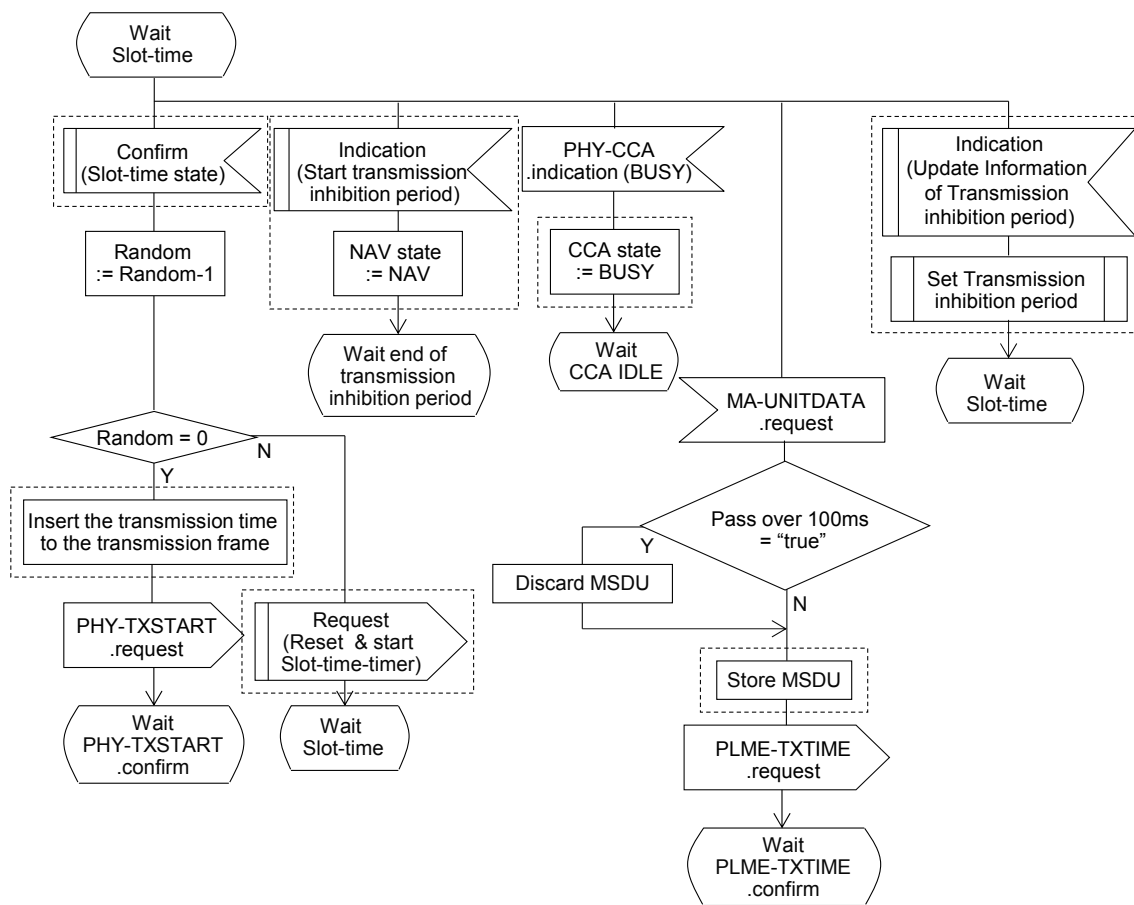 Wait
Slot-time
Confirm
(Slot-time state)
Random
:= Random-1
Random = 0
N
Y
Insert the transmission time
to the transmission frame
PHY-TXSTART
.request
Wait
PHY-TXSTART
.confirm
Request
(Reset & start
Slot-time-timer)
Wait
Slot-time
Indication
(Start transmission
inhibition period)
NAV state
:= NAV
Wait end of
transmission
inhibition period
PHY-CCA
.indication (BUSY)
CCA state
:= BUSY
Wait
CCA IDLE
MA-UNITDATA
.request
Pass over 100ms
= “true”
Y
Discard MSDU
N
Store MSDU
PLME-TXTIME
.request
Wait
PLME-TXTIME
.confirm
Indication
(Update Information
of Transmission
inhibition period)
Set Transmission
inhibition period
Wait
Slot-time